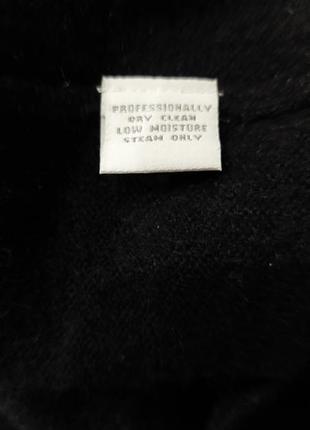 PROFESSIONALLY
DRY CLEAN
LOW MOISTURE
STEAM ONLY